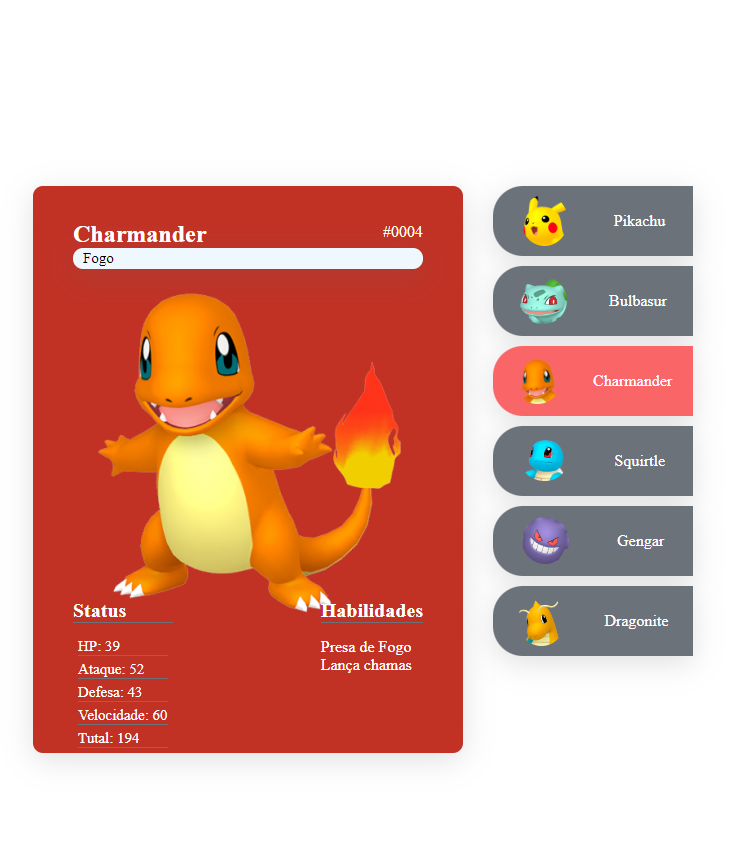 Charmander
#0004
Fogo
Status
HP: 39
Ataque: 52
Defesa: 43
Velocidade: 60
Tutal: 194
Habilidades
Presa de Fogo
Lança chamas
Pikachu
Bulbasur
Charmander
Squirtle
Gengar
Dragonite